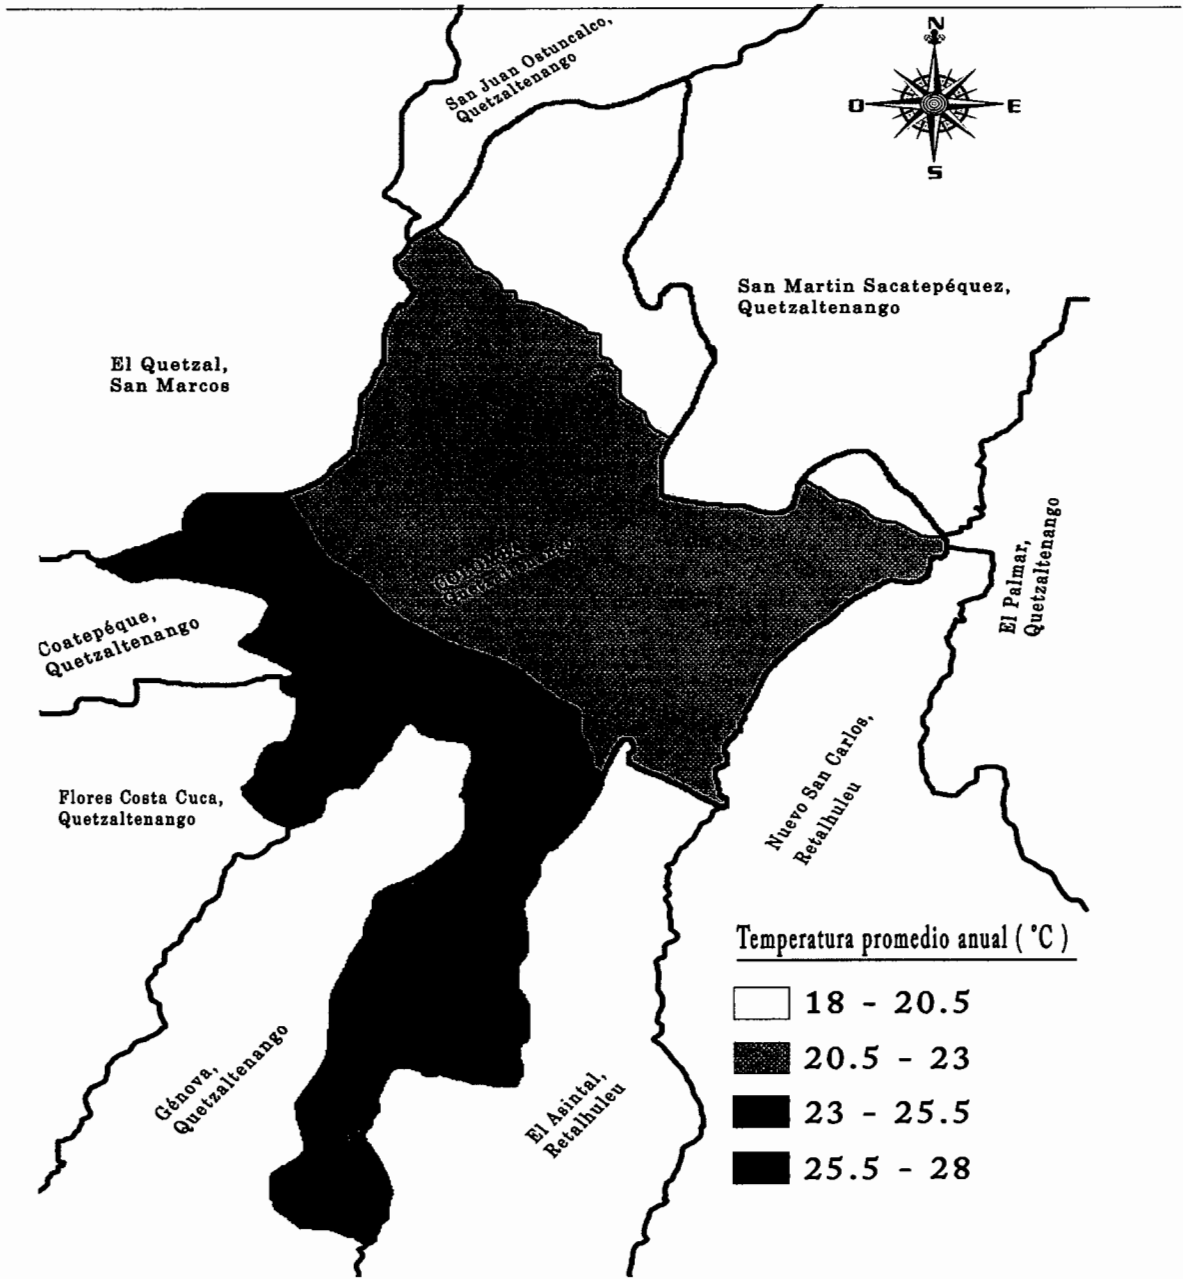 N
O
E
S
San Juan Ostuncalco,
Quetzaltenango
San Martin Sacatepéquez,
Quetzaltenango
El Quetzal,
San Marcos
El Palmar,
Quetzaltenango
Coatepéque,
Quetzaltenango
Nuevo San Carlos,
Retalhuleu
Flores Costa Cuca,
Quetzaltenango
Génova,
Quetzaltenango
El Asintal,
Retalhuleu
Temperatura promedio anual ( °C )
18 - 20.5
20.5 - 23
23 - 25.5
25.5 - 28